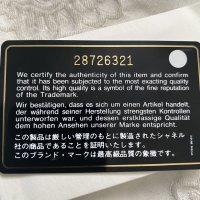 28726321
We certify the authenticity of this item and confirm
that it has been subjected to the most exacting quality
control. Its high quality is a symbol of the fine reputation
of the Trademark.
Wir bestätigen, dass es sich um einen Artikel handelt,
der während seiner Herstellung strengsten Kontrollen
unterworfen war, und dessen erstklassige Qualität
dem hohen Ansehen unserer Marke entspricht.
この製品は厳しい管理のもとに製造されたシャネル
社の商品であることを証明いたします。
このブランド・マークは最高級品質の象徴です。